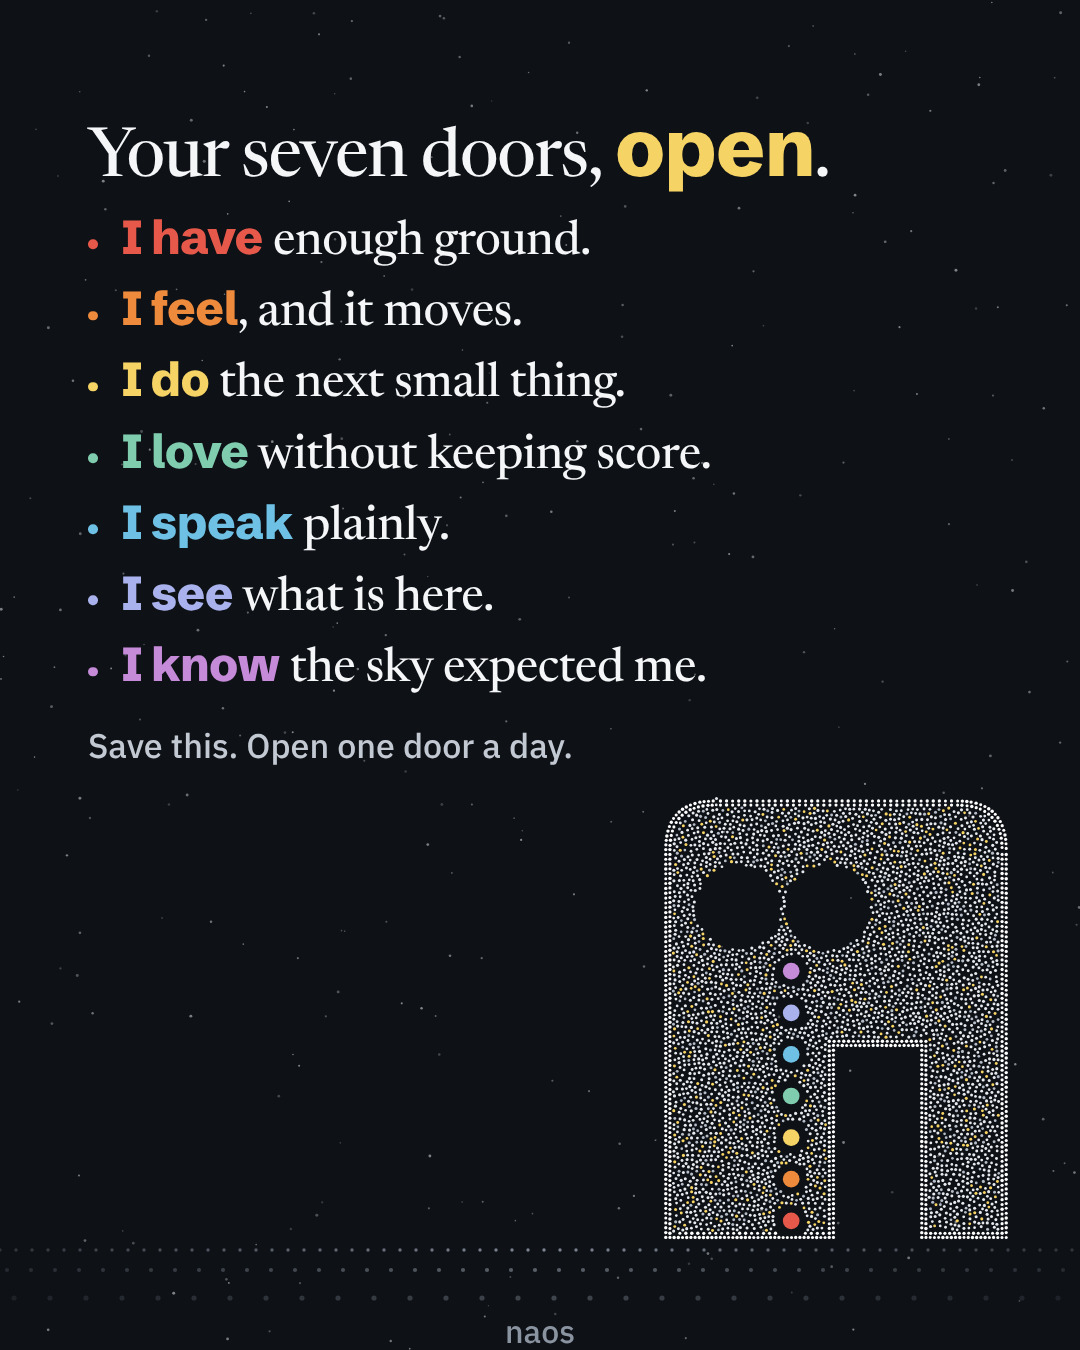 Your seven doors, open.
• I have enough ground.
• I feel, and it moves.
• I do the next small thing.
• I love without keeping score.
• I speak plainly.
• I see what is here.
• I know the sky expected me.
Save this. Open one door a day.
naos